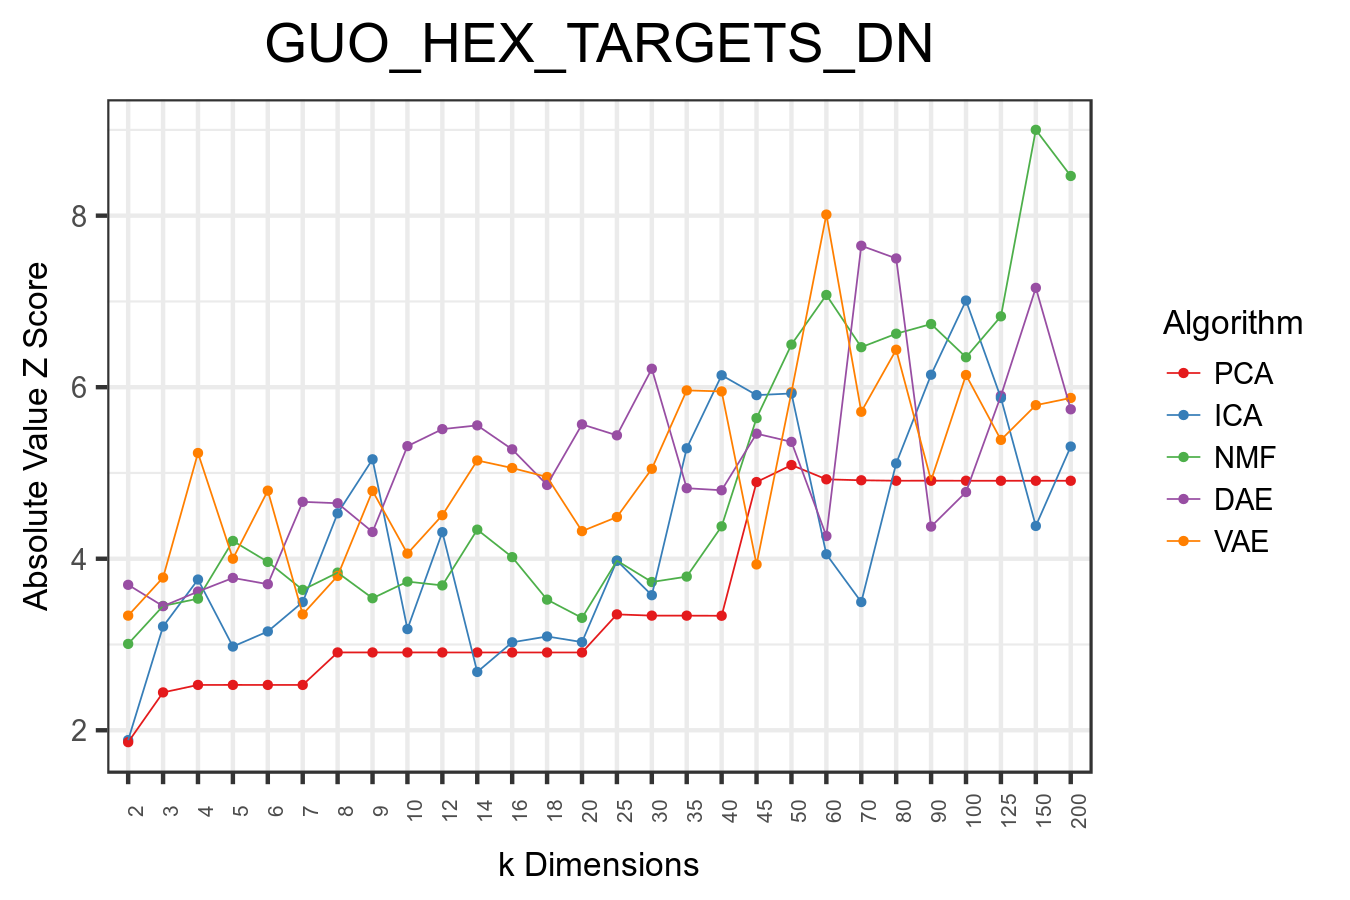 GUO_HEX_TARGETS_DN
Absolute Value Z Score
8
6
4
2
2 3 4 5 6 7 8 9 10 12 14 16 18 20 25 30 35 40 45 50 60 70 80 90 100 125 150 200
k Dimensions
Algorithm
PCA
ICA
NMF
DAE
VAE